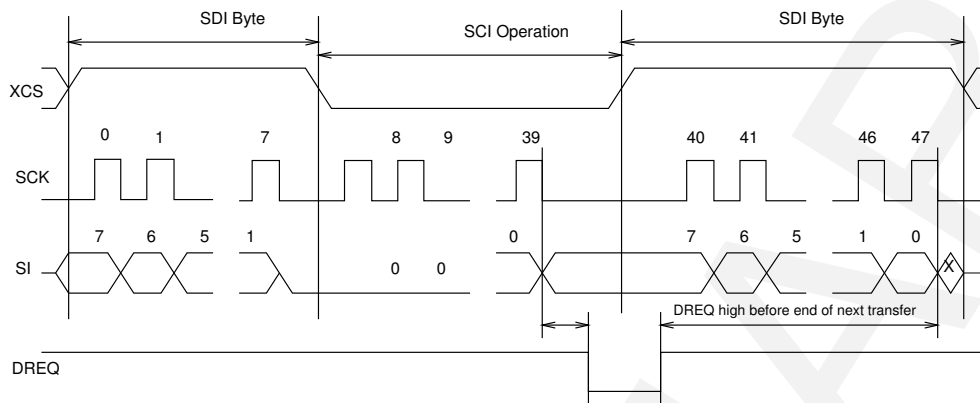 SDI Byte SCI Operation SDI Byte
XCS
0 1 7 8 9 39 40 41 46 47
SCK
7 6 5 1 0 0 0 7 6 5 1 0
SI X
DREQ high before end of next transfer
DREQ